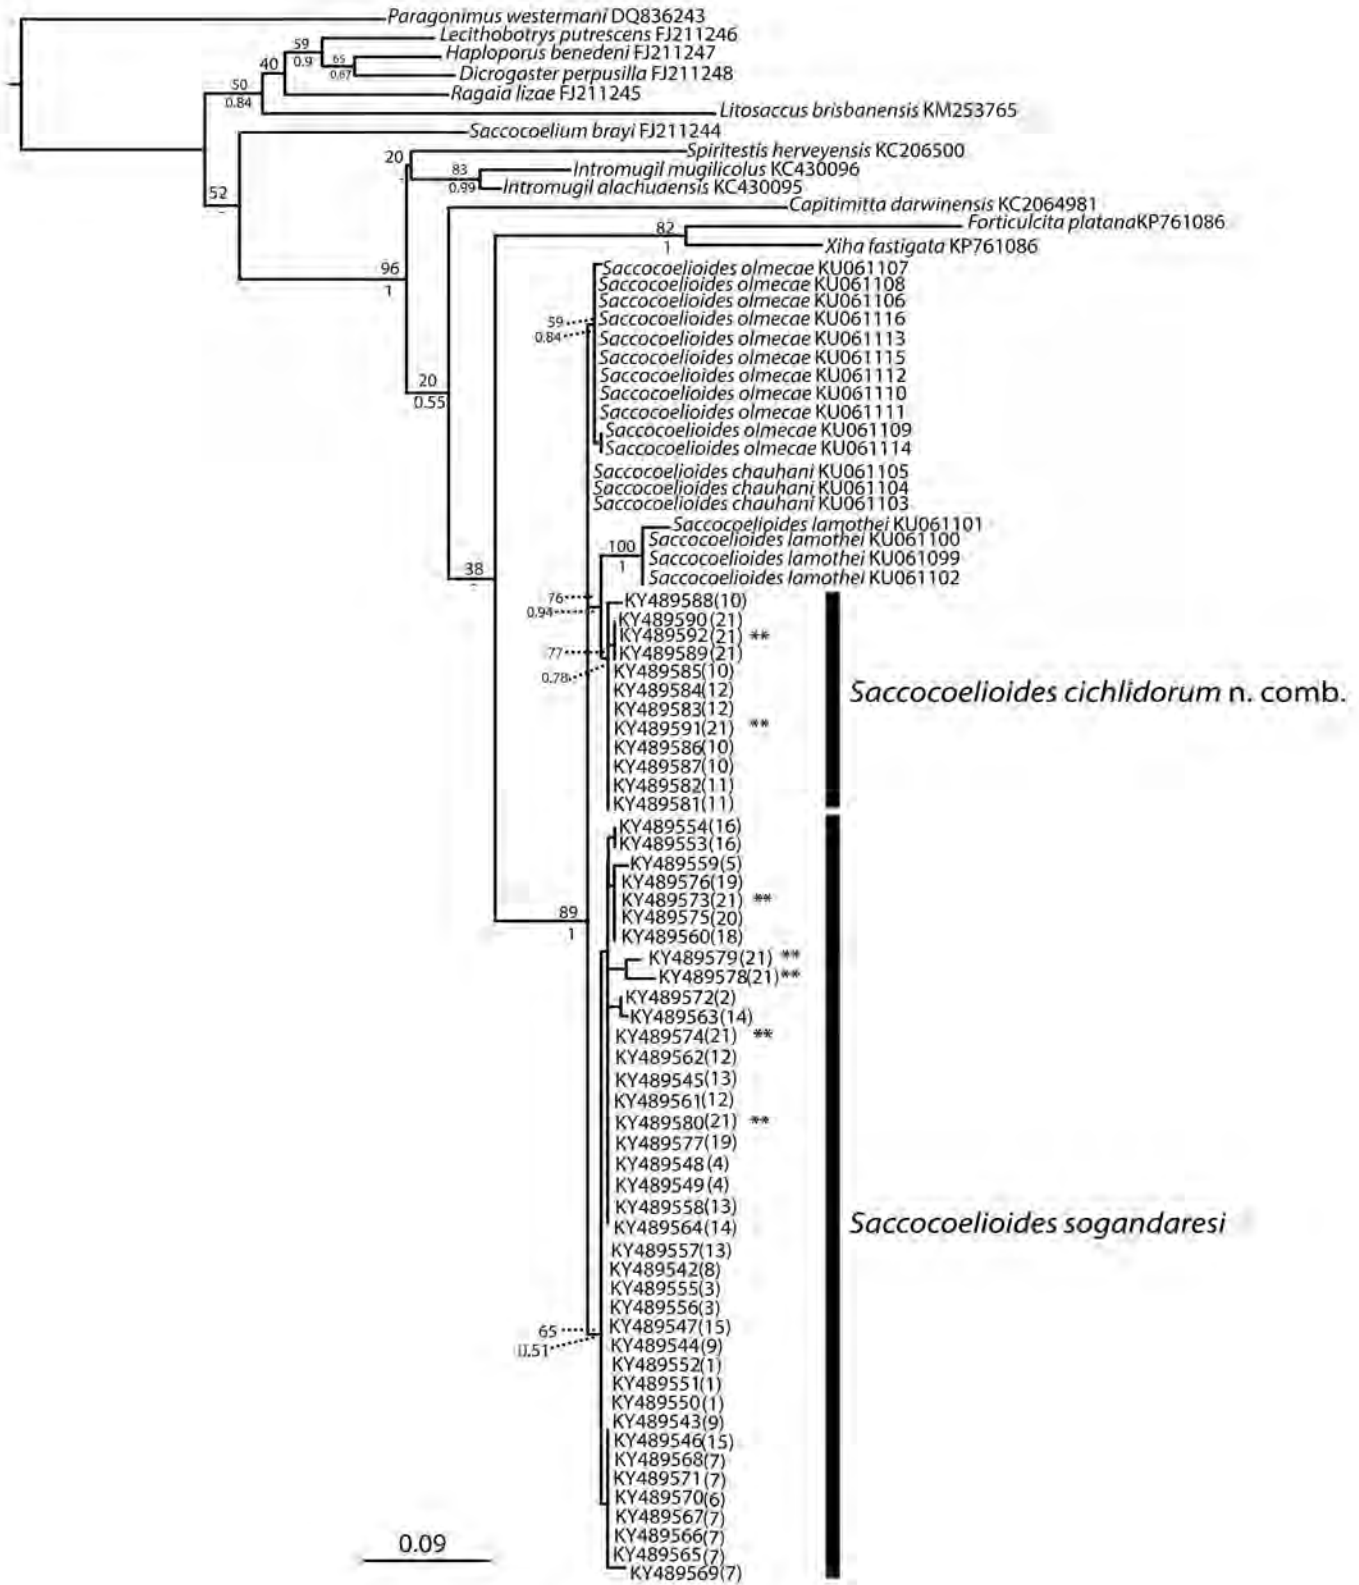 Paragonimus westermani DQ836243
Lecithobotrys putrescens FJ211246
59
0.9
Haploporus benedeni FJ211247
65
0.67
40
Dicrogoster perpusilla FJ211248
50
0.84
Ragaia lizae FJ211245
Litosaccus brisbanensis KM253765
Saccocoelium brayi FJ211244
52
-
20
-
Spiritestis herveyensis KC206500
83
0.99
Intromugil mugilicolus KC430096
Intromugil alachuaensis KC430095
Capitimitta darwinensis KC2064981
82
1
Forticulcita platanaKP761086
Xiha fastigata KP761086
96
1
Saccocoelioides olmecae KU061107
Saccocoelioides olmecae KU061108
Saccocoelioides olmecae KU061106
59
0.84
Saccocoelioides olmecae KU061116
Saccocoelioides olmecae KU061113
Saccocoelioides olmecae KU061115
Saccocoelioides olmecae KU061112
20
0.55
Saccocoelioides olmecae KU061110
Saccocoelioides olmecae KU061111
Saccocoelioides olmecae KU061109
Saccocoelioides olmecae KU061114
Saccocoelioides chauhani KU061105
Saccocoelioides chauhani KU061104
Saccocoelioides chauhani KU061103
Saccocoelioides lamothei KU061101
100
1
Saccocoelioides lamothei KU061100
Saccocoelioides lamothei KU061099
Saccocoelioides lamothei KU061102
38
-
76
0.94
KY489588(10)
KY489590(21)
KY489592(21) **
77
0.78
KY489589(21)
KY489585(10)
KY489584(12)
Saccocoelioides cichlidorum n. comb.
KY489583(12)
KY489591(21) **
KY489586(10)
KY489587(10)
KY489582(11)
KY489581(11)
KY489554(16)
KY489553(16)
KY489559(5)
KY489576(19)
KY489573(21) **
89
1
KY489575(20)
KY489560(18)
KY489579(21) **
KY489578(21)**
KY489572(2)
KY489563(14)
KY489574(21) **
KY489562(12)
KY489545(13)
KY489561(12)
KY489580(21) **
KY489577(19)
KY489548(4)
KY489549(4)
KY489558(13)
Saccocoelioides sogandaresi
KY489564(14)
KY489557(13)
KY489542(8)
KY489555(3)
KY489556(3)
65
0.51
KY489547(15)
KY489544(9)
KY489552(1)
KY489551(1)
KY489550(1)
KY489543(9)
KY489546(15)
KY489568(7)
KY489571(7)
KY489570(6)
KY489567(7)
KY489566(7)
KY489565(7)
KY489569(7)
0.09